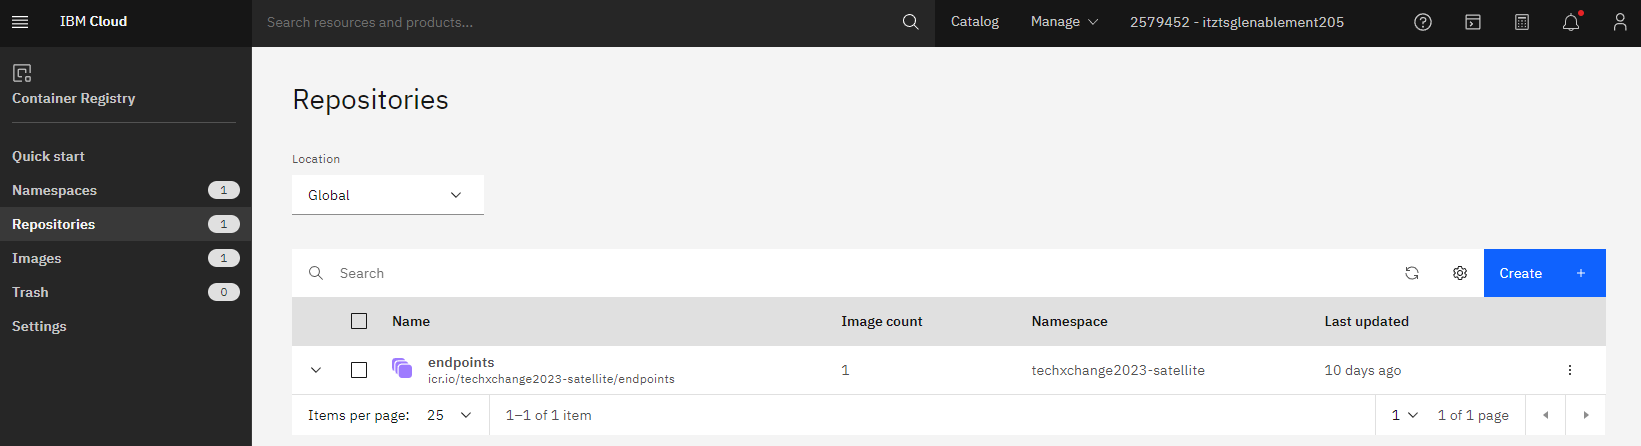 IBM Cloud
Search resources and products...
Catalog
Manage
2579452 - itztsglenablement205
Container Registry
Quick start
Namespaces 1
Repositories 1
Images 1
Trash 0
Settings
Repositories
Location
Global
Search
Create +
Name Image count Namespace Last updated
endpoints
icr.io/techxchange2023-satellite/endpoints
1 techxchange2023-satellite 10 days ago
Items per page: 25 1–1 of 1 item 1 1 of 1 page